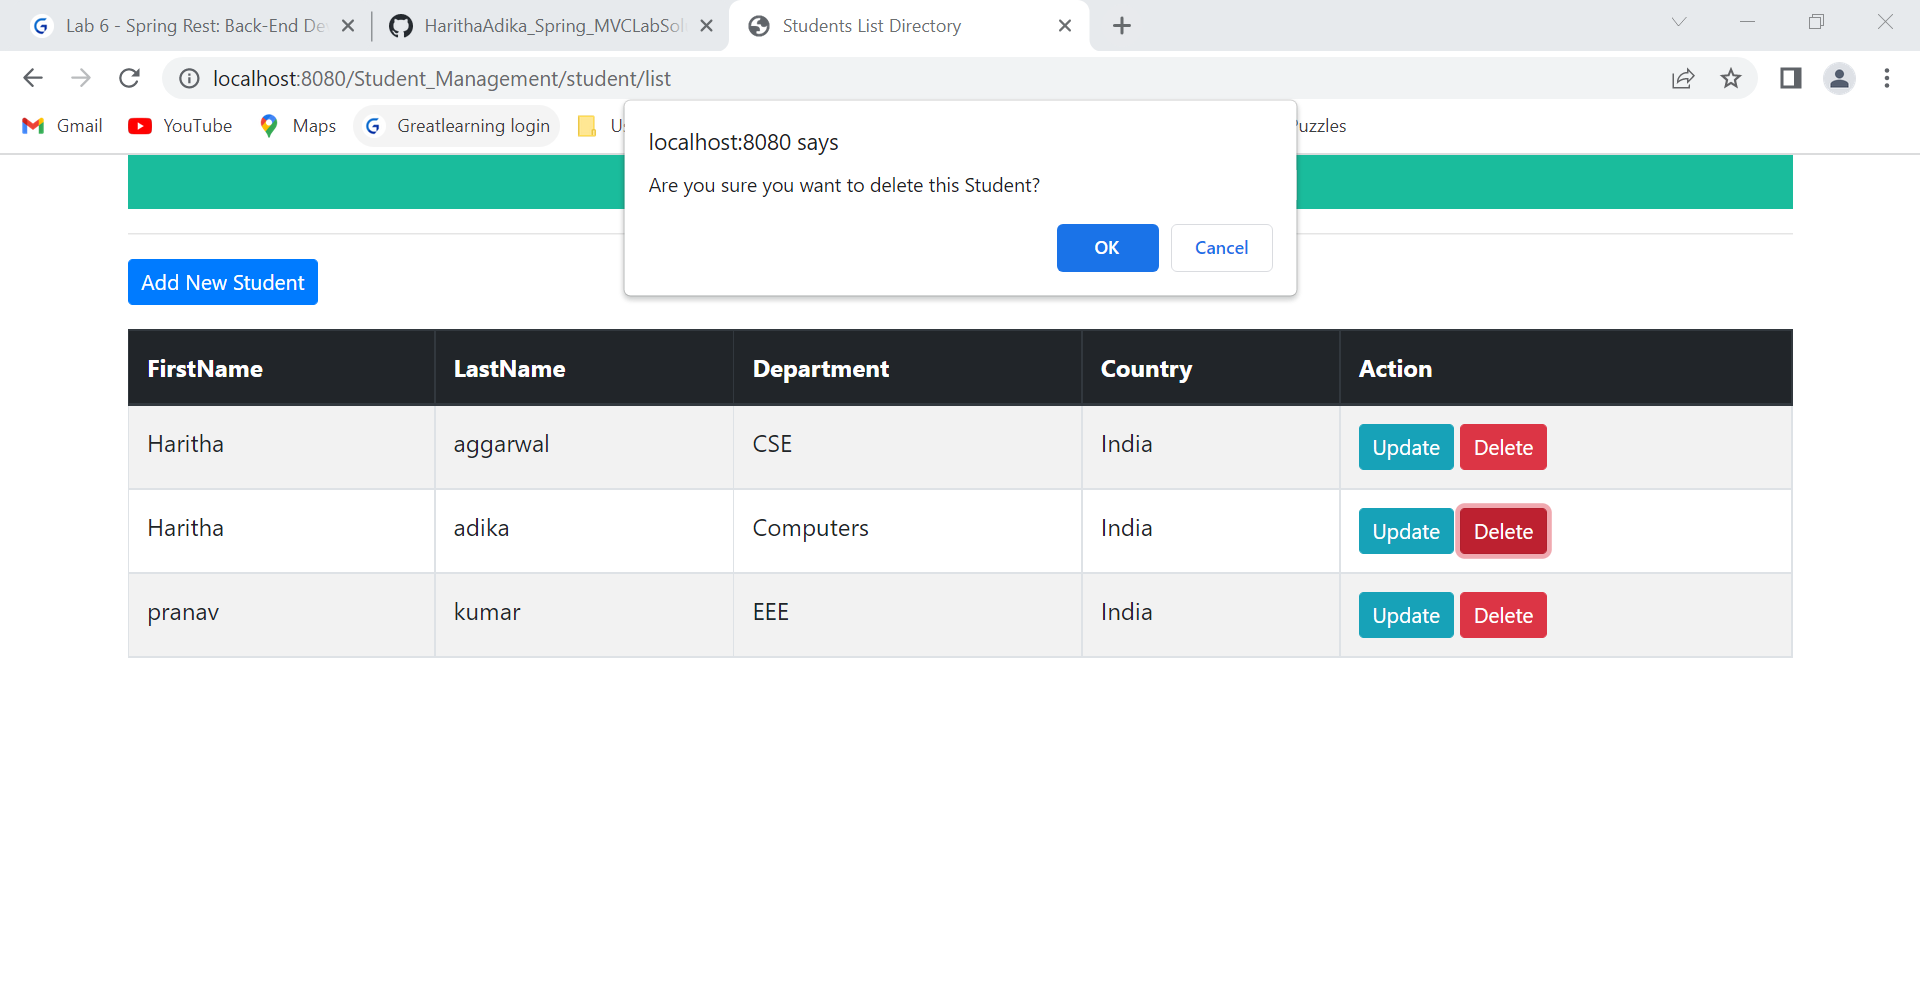 Lab 6 - Spring Rest: Back-End De
HarithaAdika_Spring_MVCLabSol
Students List Directory
localhost:8080/Student_Management/student/list
Gmail
YouTube
Maps
Greatlearning login
localhost:8080 says
Are you sure you want to delete this Student?
OK Cancel
Add New Student
FirstName LastName Department Country Action
Haritha aggarwal CSE India Update Delete
Haritha adika Computers India Update Delete
pranav kumar EEE India Update Delete